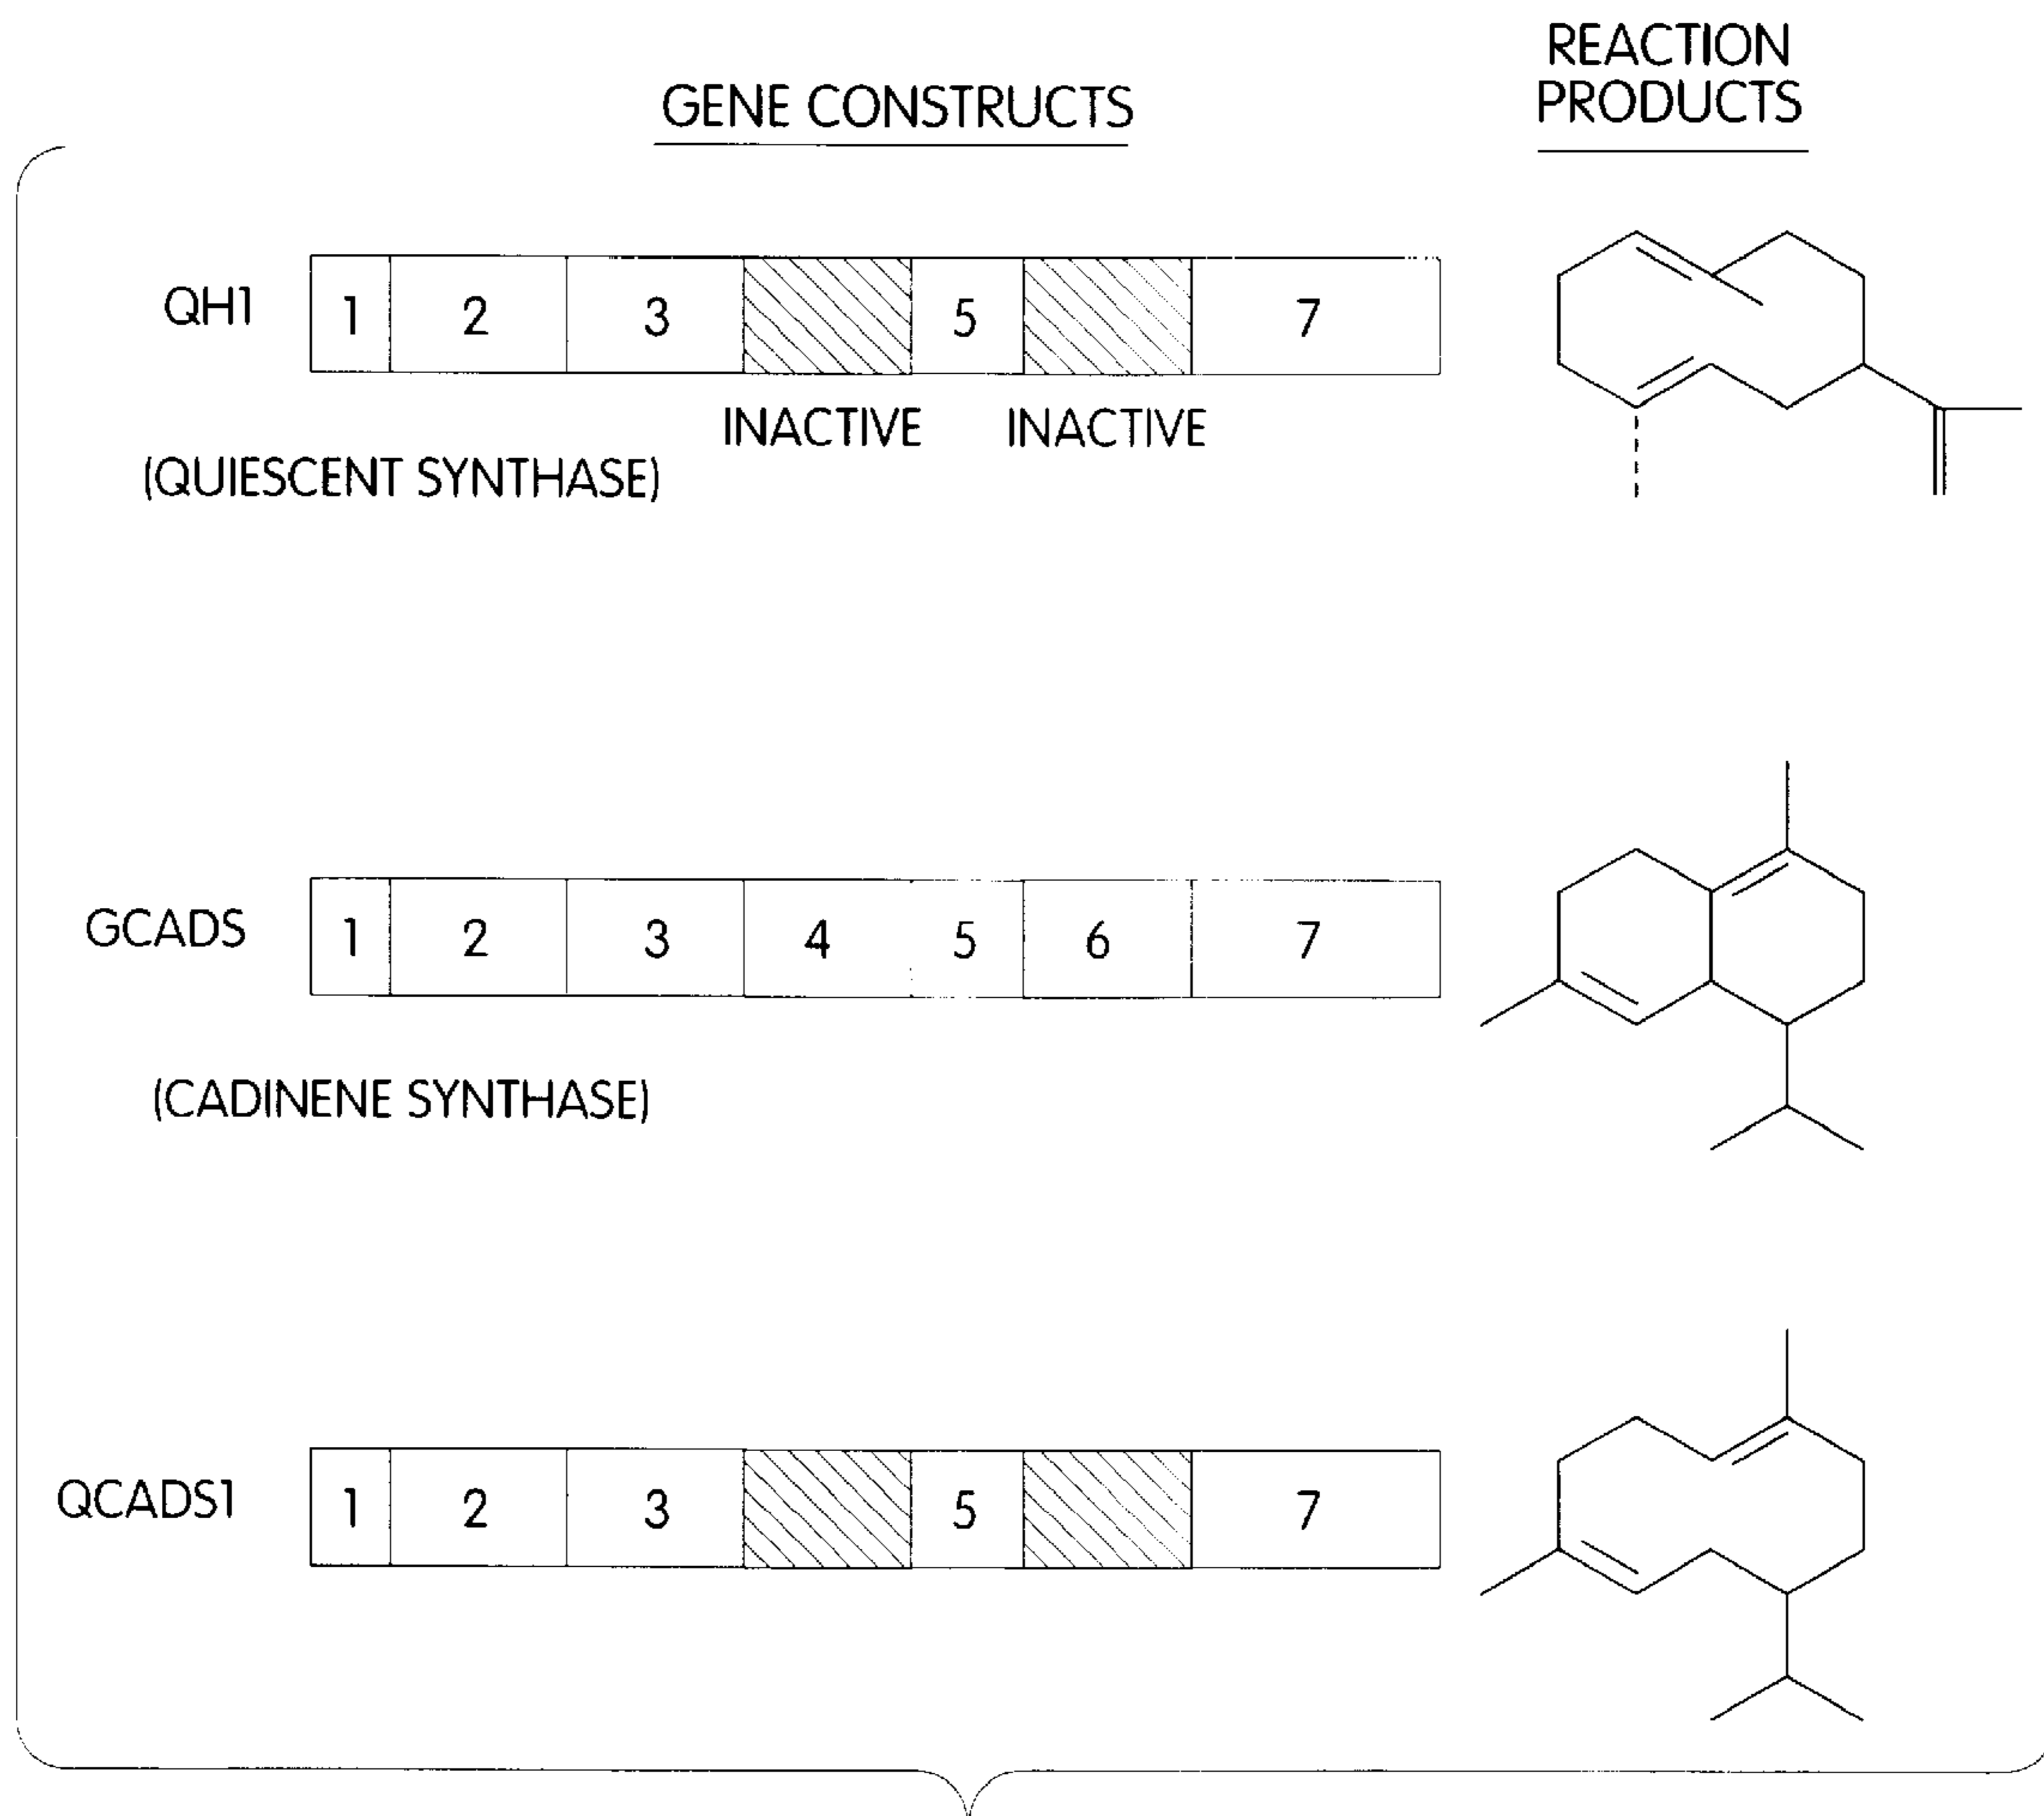 REACTION
PRODUCTS
GENE CONSTRUCTS
QH1
1 2 3 5 7
INACTIVE INACTIVE
(QUIESCENT SYNTHASE)
GCADS
1 2 3 4 5 6 7
(CADINENE SYNTHASE)
QCADS1
1 2 3 5 7